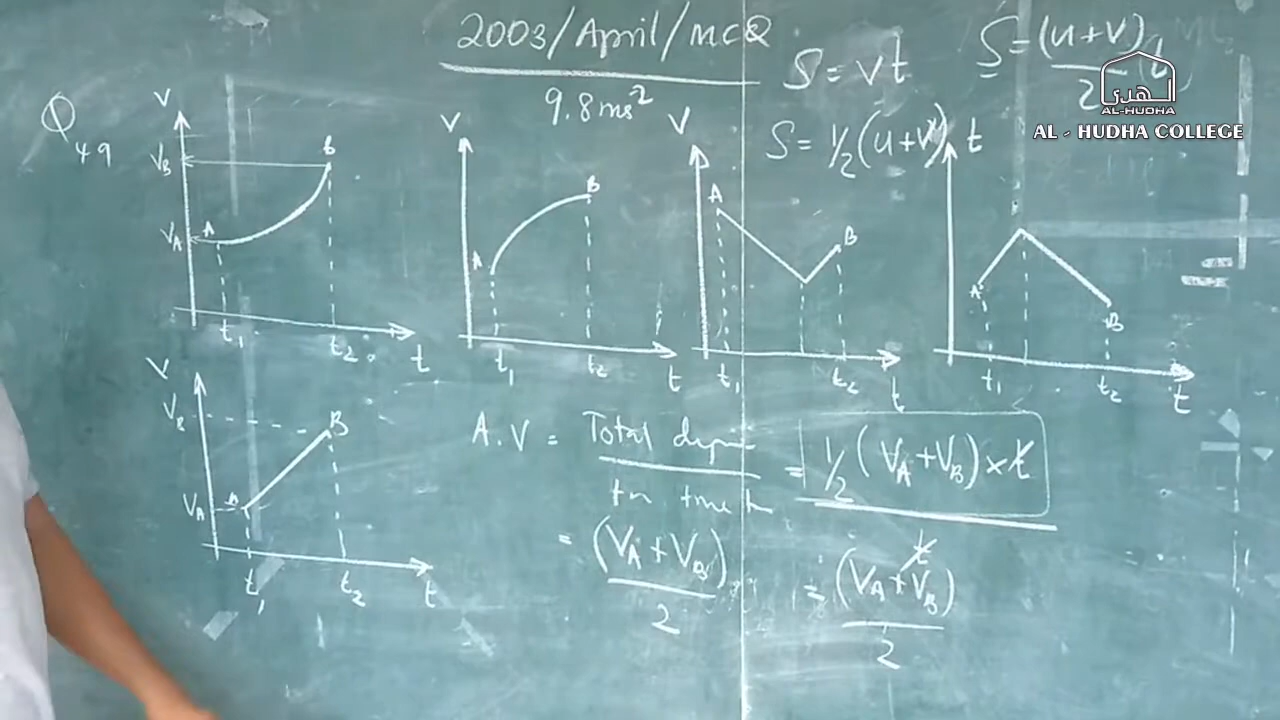 2003/April/MCQ
9.8ms²
S = vt
S = (u+v)/2 (t)
S = 1/2 (u+v) t
الهدى
AL-HUDHA
AL - HUDHA COLLEGE
Q 49
V
V_B
V_A
A
B
t₁
t₂
t
V
A
B
t₁
t₂
t
V
A
B
t₁
t₂
t
A
B
t₁
t₂
t
V
V_B
V_A
A
B
t₁
t₂
t
A.V = Total / time = 1/2 (V_A + V_B) × t / t
= (V_A + V_B) / 2
= (V_A + V_B) / 2